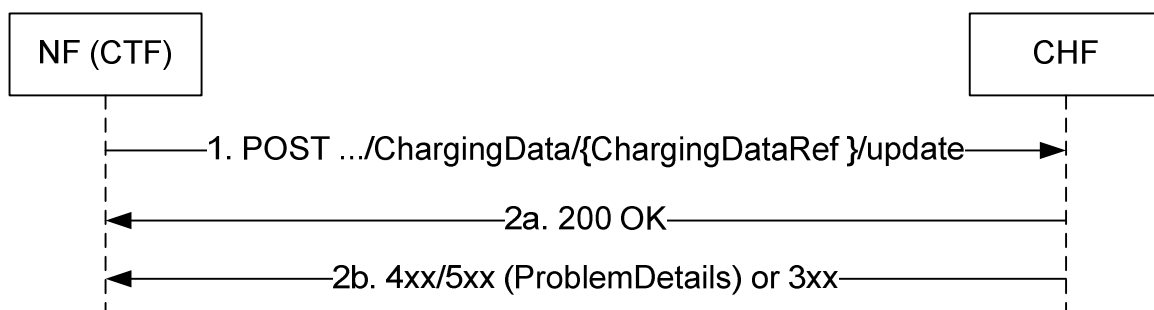 NF (CTF)
CHF
1. POST .../ChargingData/{ChargingDataRef }/update
2a. 200 OK
2b. 4xx/5xx (ProblemDetails) or 3xx